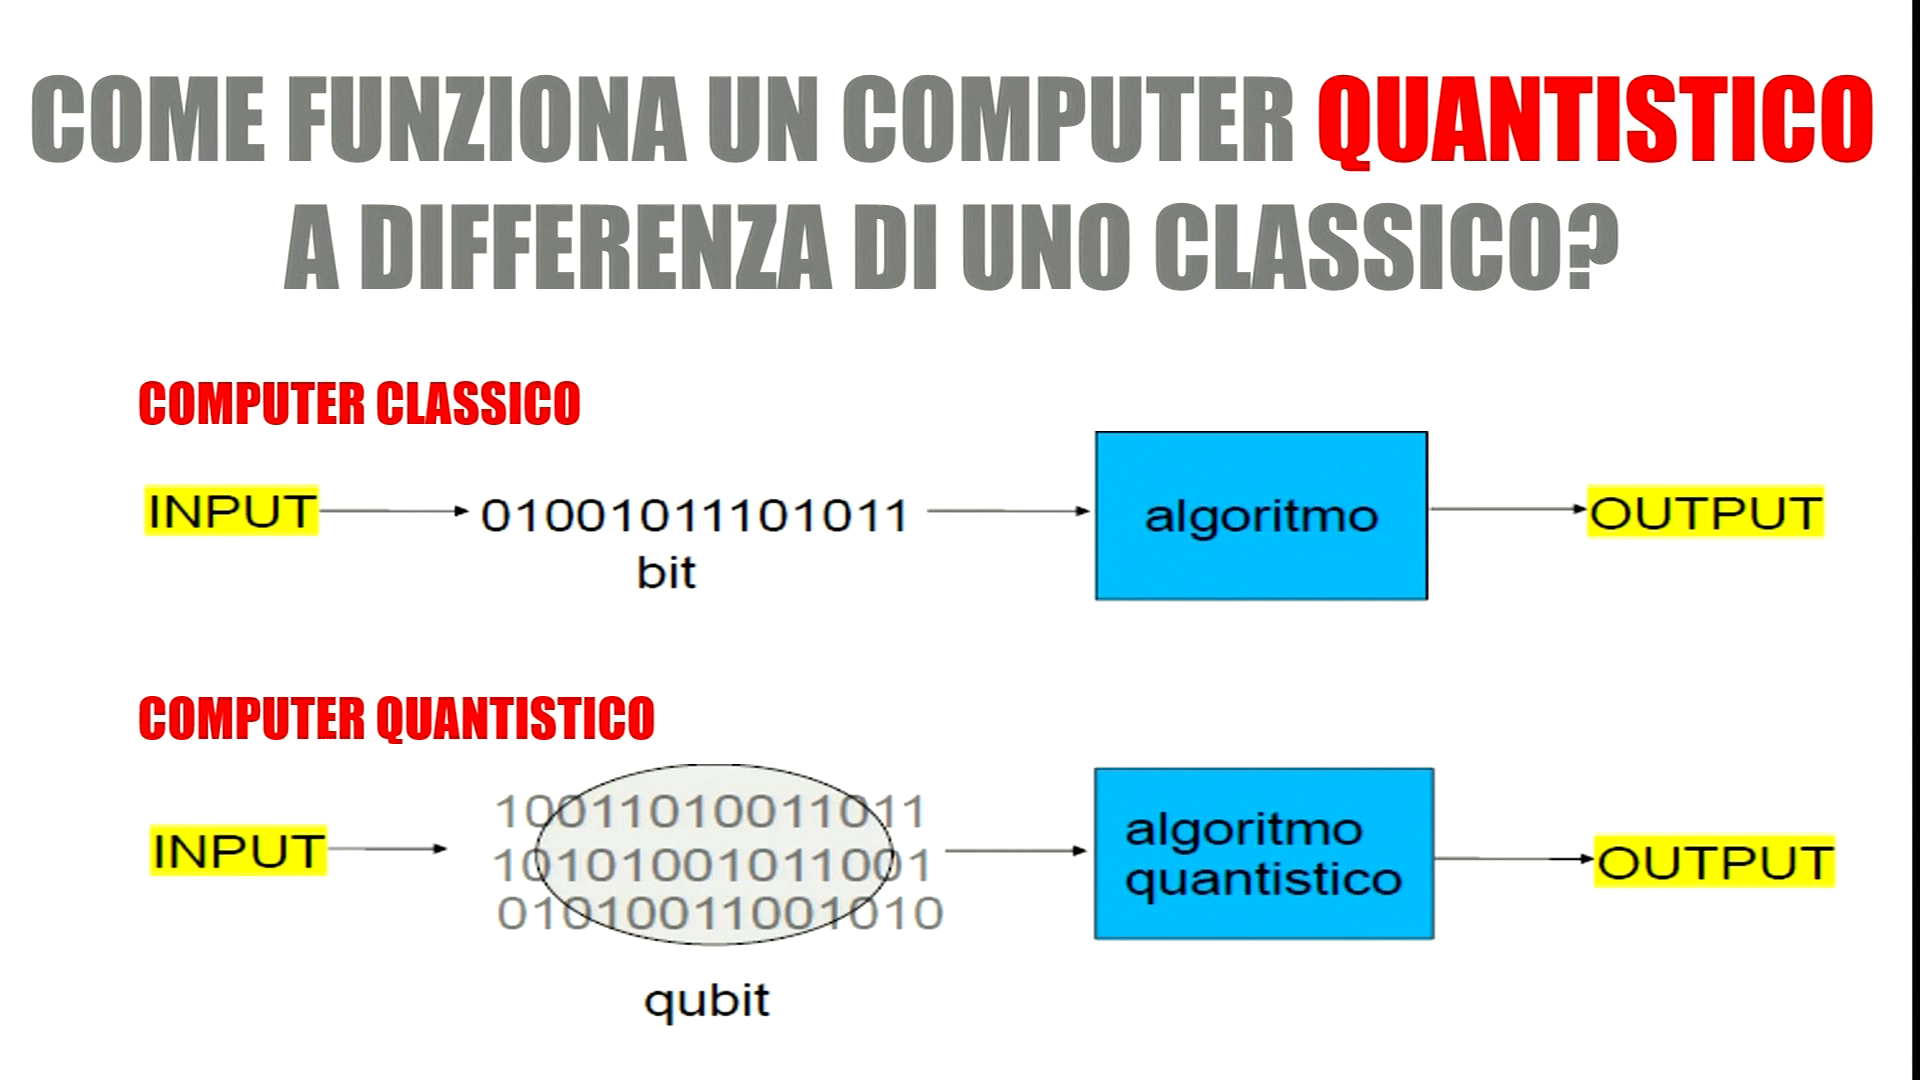 COME FUNZIONA UN COMPUTER QUANTISTICO
A DIFFERENZA DI UNO CLASSICO?
COMPUTER CLASSICO
INPUT 01001011101011 algoritmo OUTPUT
bit
COMPUTER QUANTISTICO
10011010011011
INPUT 10101001011001 algoritmo quantistico OUTPUT
01010011001010
qubit